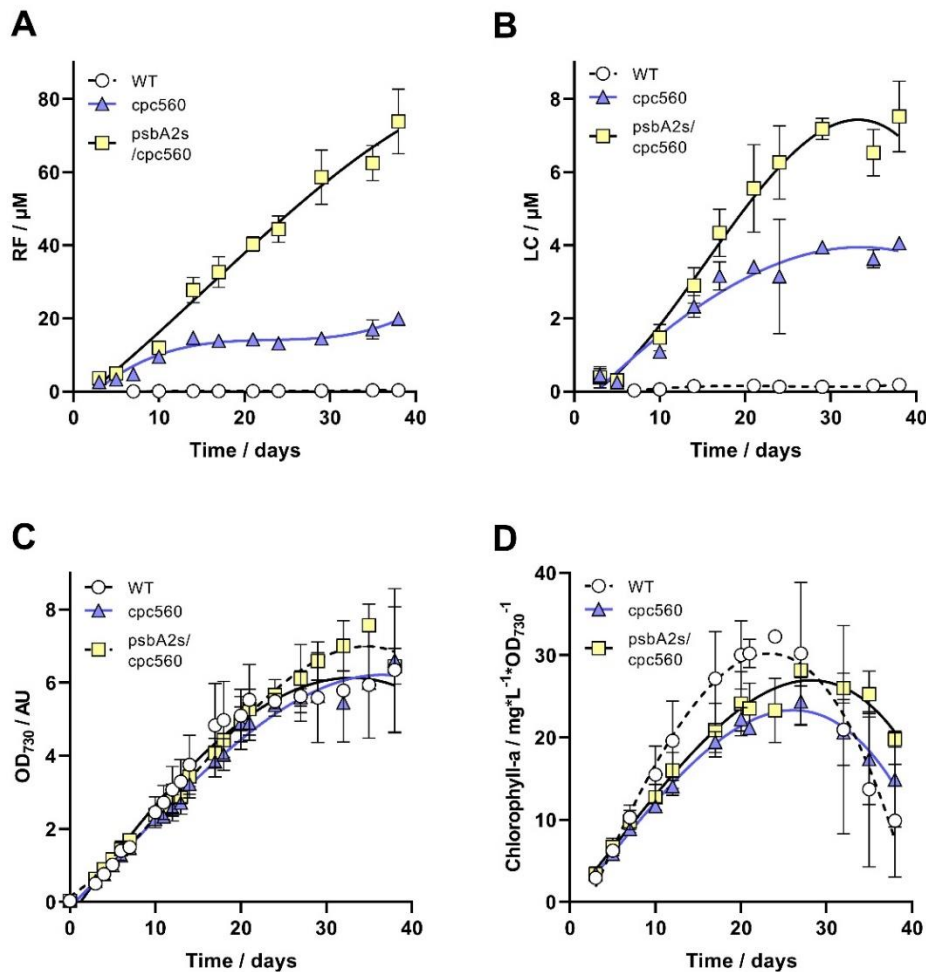 A
WT
cpc560
psbA2s
/cpc560
RF / µM
80
60
40
20
0
0 10 20 30 40
Time / days
B
WT
cpc560
psbA2s/
cpc560
LC / µM
8
6
4
2
0
0 10 20 30 40
Time / days
C
WT
cpc560
psbA2s/
cpc560
OD730 / AU
8
6
4
2
0
0 10 20 30 40
Time / days
D
WT
cpc560
psbA2s/
cpc560
Chlorophyll-a / mg*L-1*OD730-1
40
30
20
10
0
0 10 20 30 40
Time / days